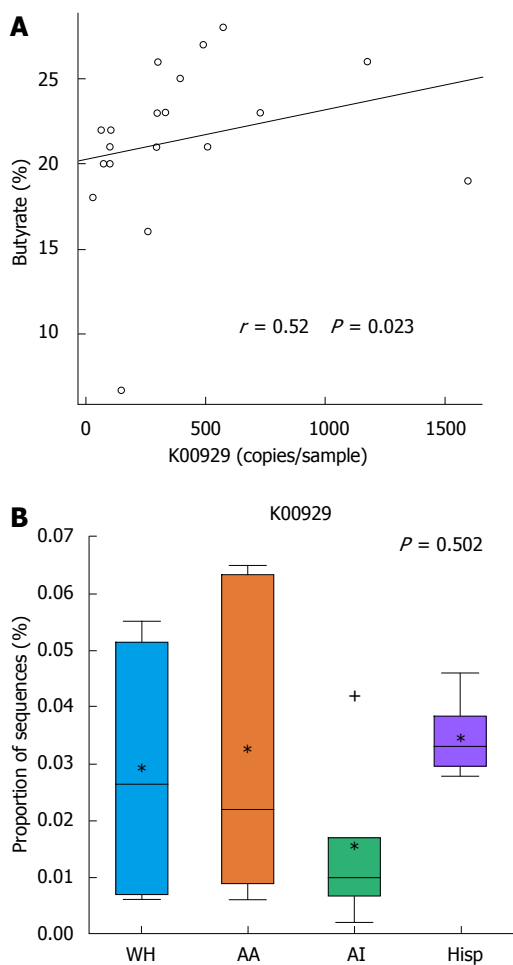 A
Butyrate (%)
25
20
15
10
r = 0.52 P = 0.023
0 500 1000 1500
K00929 (copies/sample)
B
K00929
P = 0.502
Proportion of sequences (%)
0.07
0.06
0.05
0.04
0.03
0.02
0.01
0.00
WH AA AI Hisp